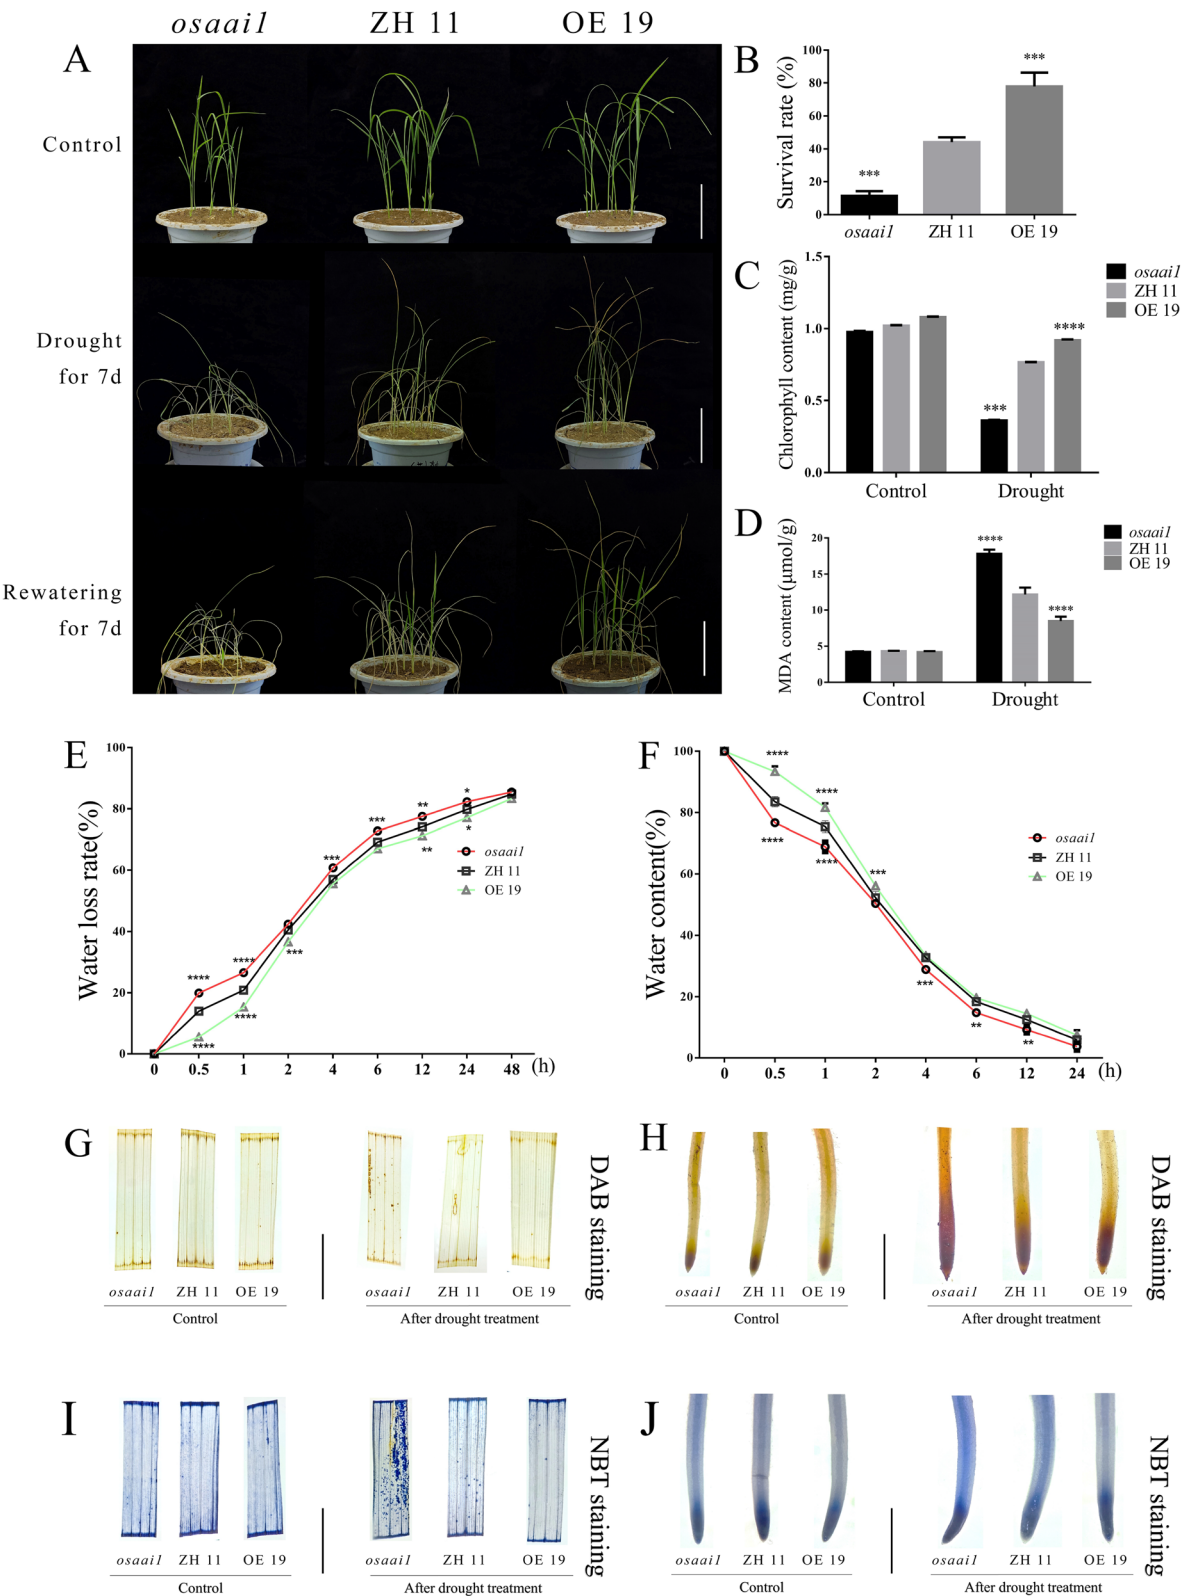 osaai1 ZH 11 OE 19
A
Control
Drought
for 7d
Rewatering
for 7d
B
Survival rate (%)
100
80
60
40
20
0
***
***
osaai1 ZH 11 OE 19
C
Chlorophyll content (mg/g)
1.5
1.0
0.5
0.0
***
****
Control Drought
osaai1
ZH 11
OE 19
D
MDA content (μmol/g)
20
15
10
5
0
****
****
Control Drought
osaai1
ZH 11
OE 19
E
Water loss rate(%)
100
80
60
40
20
0
****
****
***
***
**
*
****
****
***
**
*
osaai1
ZH 11
OE 19
0 0.5 1 2 4 6 12 24 48 (h)
F
Water content(%)
100
80
60
40
20
0
****
****
***
****
****
***
**
**
osaai1
ZH 11
OE 19
0 0.5 1 2 4 6 12 24 (h)
G
osaai1 ZH 11 OE 19
Control
osaai1 ZH 11 OE 19
After drought treatment
DAB staining
H
osaai1 ZH 11 OE 19
Control
osaai1 ZH 11 OE 19
After drought treatment
DAB staining
I
osaai1 ZH 11 OE 19
Control
osaai1 ZH 11 OE 19
After drought treatment
NBT staining
J
osaai1 ZH 11 OE 19
Control
osaai1 ZH 11 OE 19
After drought treatment
NBT staining